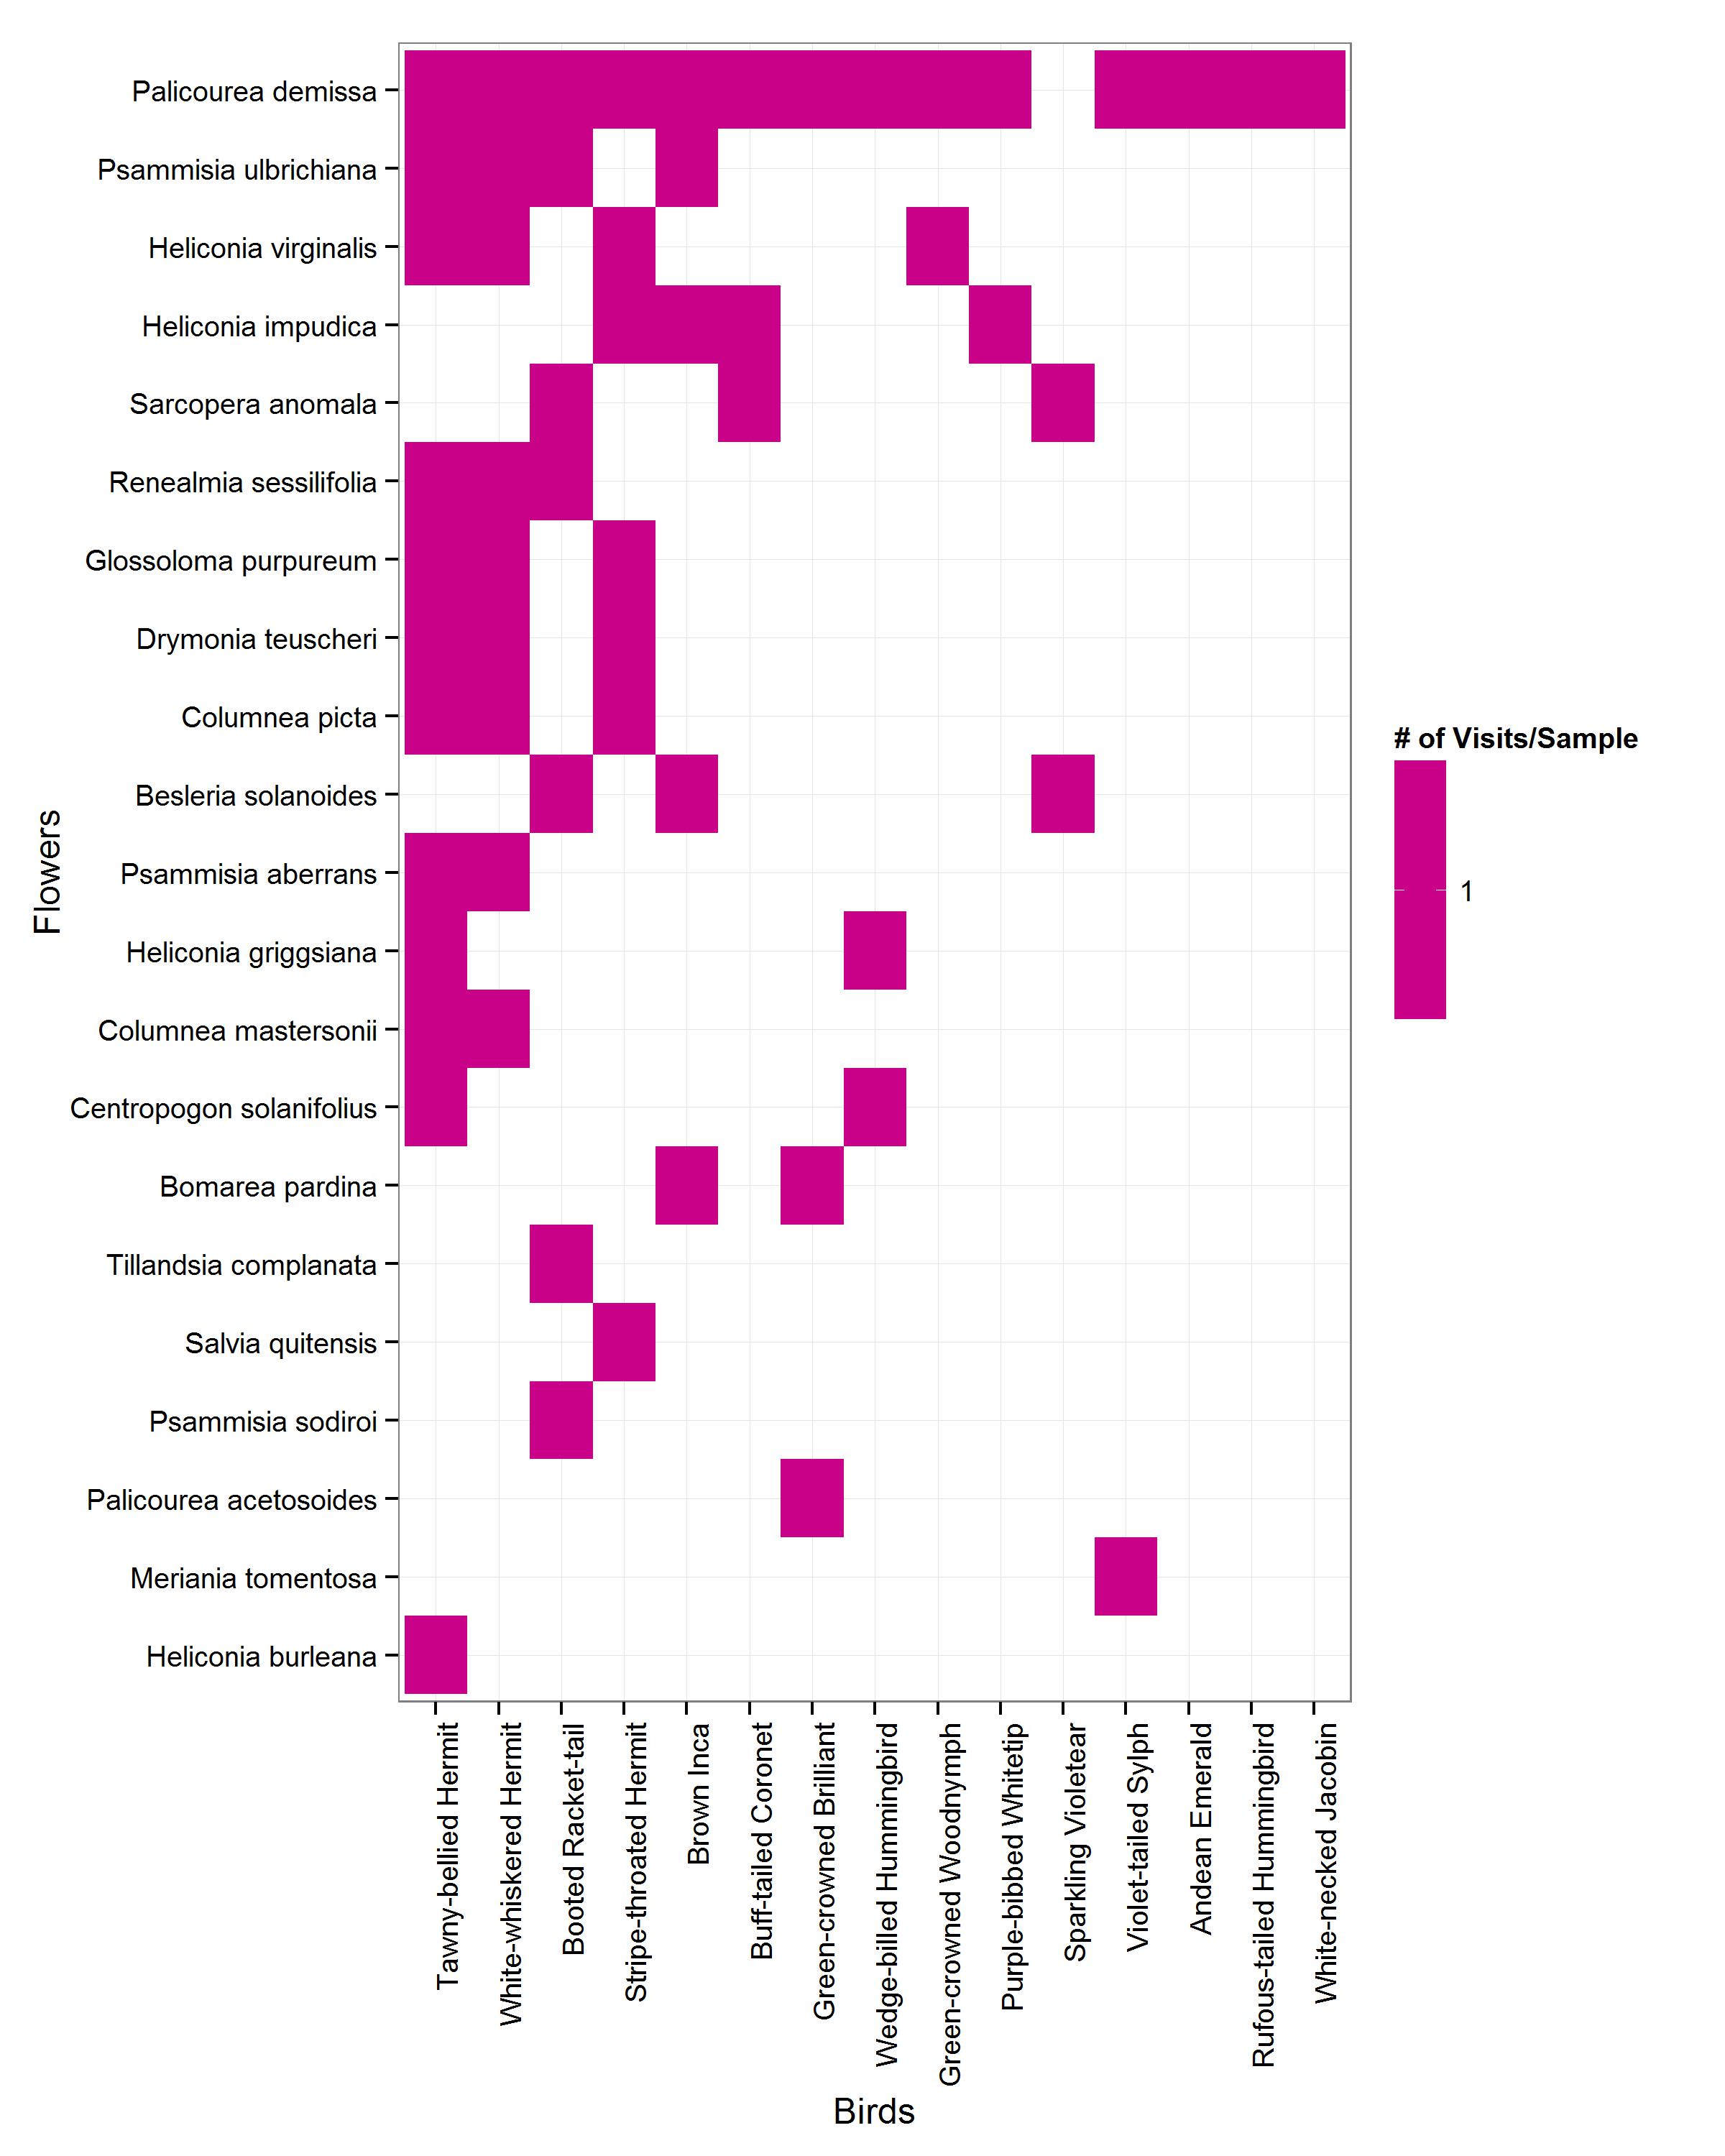 Palicourea demissa
Psammisia ulbrichiana
Heliconia virginalis
Heliconia impudica
Sarcopera anomala
Renealmia sessilifolia
Glossoloma purpureum
Drymonia teuscheri
Columnea picta
Besleria solanoides
Psammisia aberrans
Heliconia griggsiana
Columnea mastersonii
Centropogon solanifolius
Bomarea pardina
Tillandsia complanata
Salvia quitensis
Psammisia sodiroi
Palicourea acetosoides
Meriania tomentosa
Heliconia burleana
Flowers
# of Visits/Sample
1
Tawny-bellied Hermit
White-whiskered Hermit
Booted Racket-tail
Stripe-throated Hermit
Brown Inca
Buff-tailed Coronet
Green-crowned Brilliant
Wedge-billed Hummingbird
Green-crowned Woodnymph
Purple-bibbed Whitetip
Sparkling Violetear
Violet-tailed Sylph
Andean Emerald
Rufous-tailed Hummingbird
White-necked Jacobin
Birds